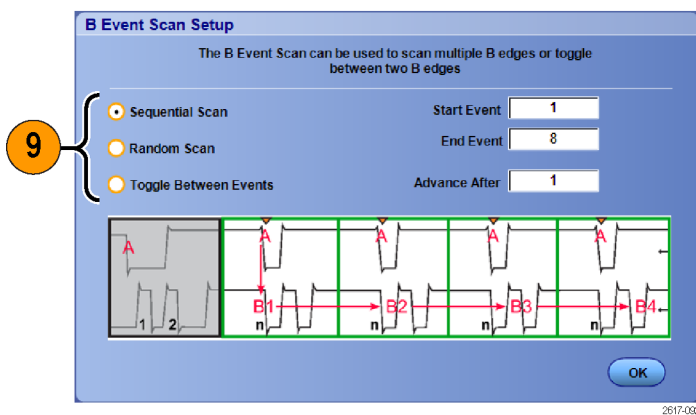 B Event Scan Setup
The B Event Scan can be used to scan multiple B edges or toggle
between two B edges
9
Sequential Scan
Start Event 1
End Event 8
Random Scan
Toggle Between Events
Advance After 1
A A A A A
B1 B2 B3 B4
1 2 n n n n
OK